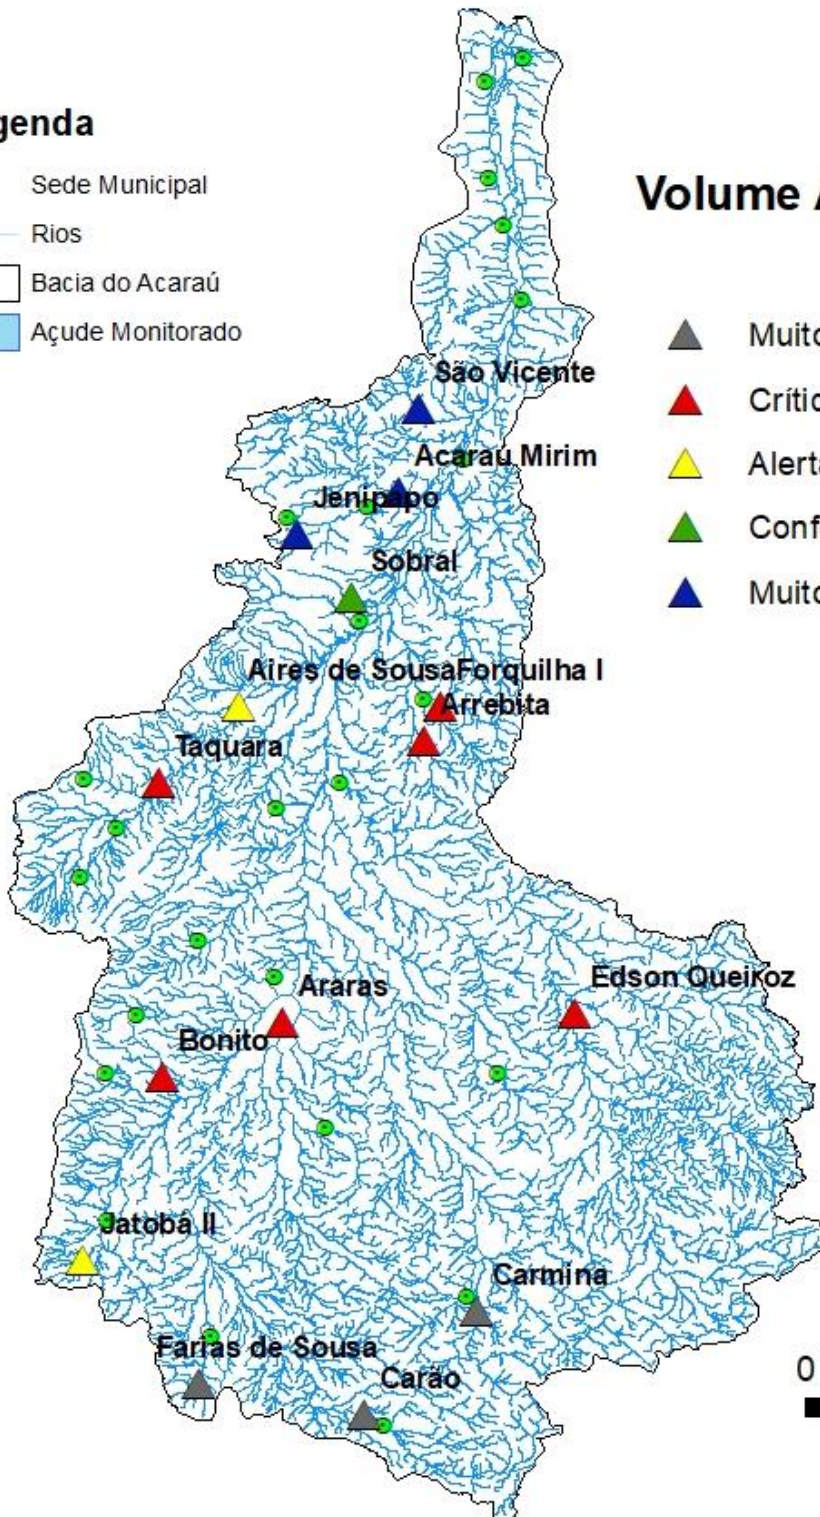 genda
Sede Municipal
Rios
Bacia do Acaraú
Açude Monitorado
Volume A
Muito
Crític
Alerta
Conf
Muito
São Vicente
Acaraú Mirim
Jenipapo
Sobral
Aires de Sousa
Forquilha I
Arrebita
Taquara
Araras
Edson Queiroz
Bonito
Jatobá II
Carmina
Farias de Sousa
Carão
0